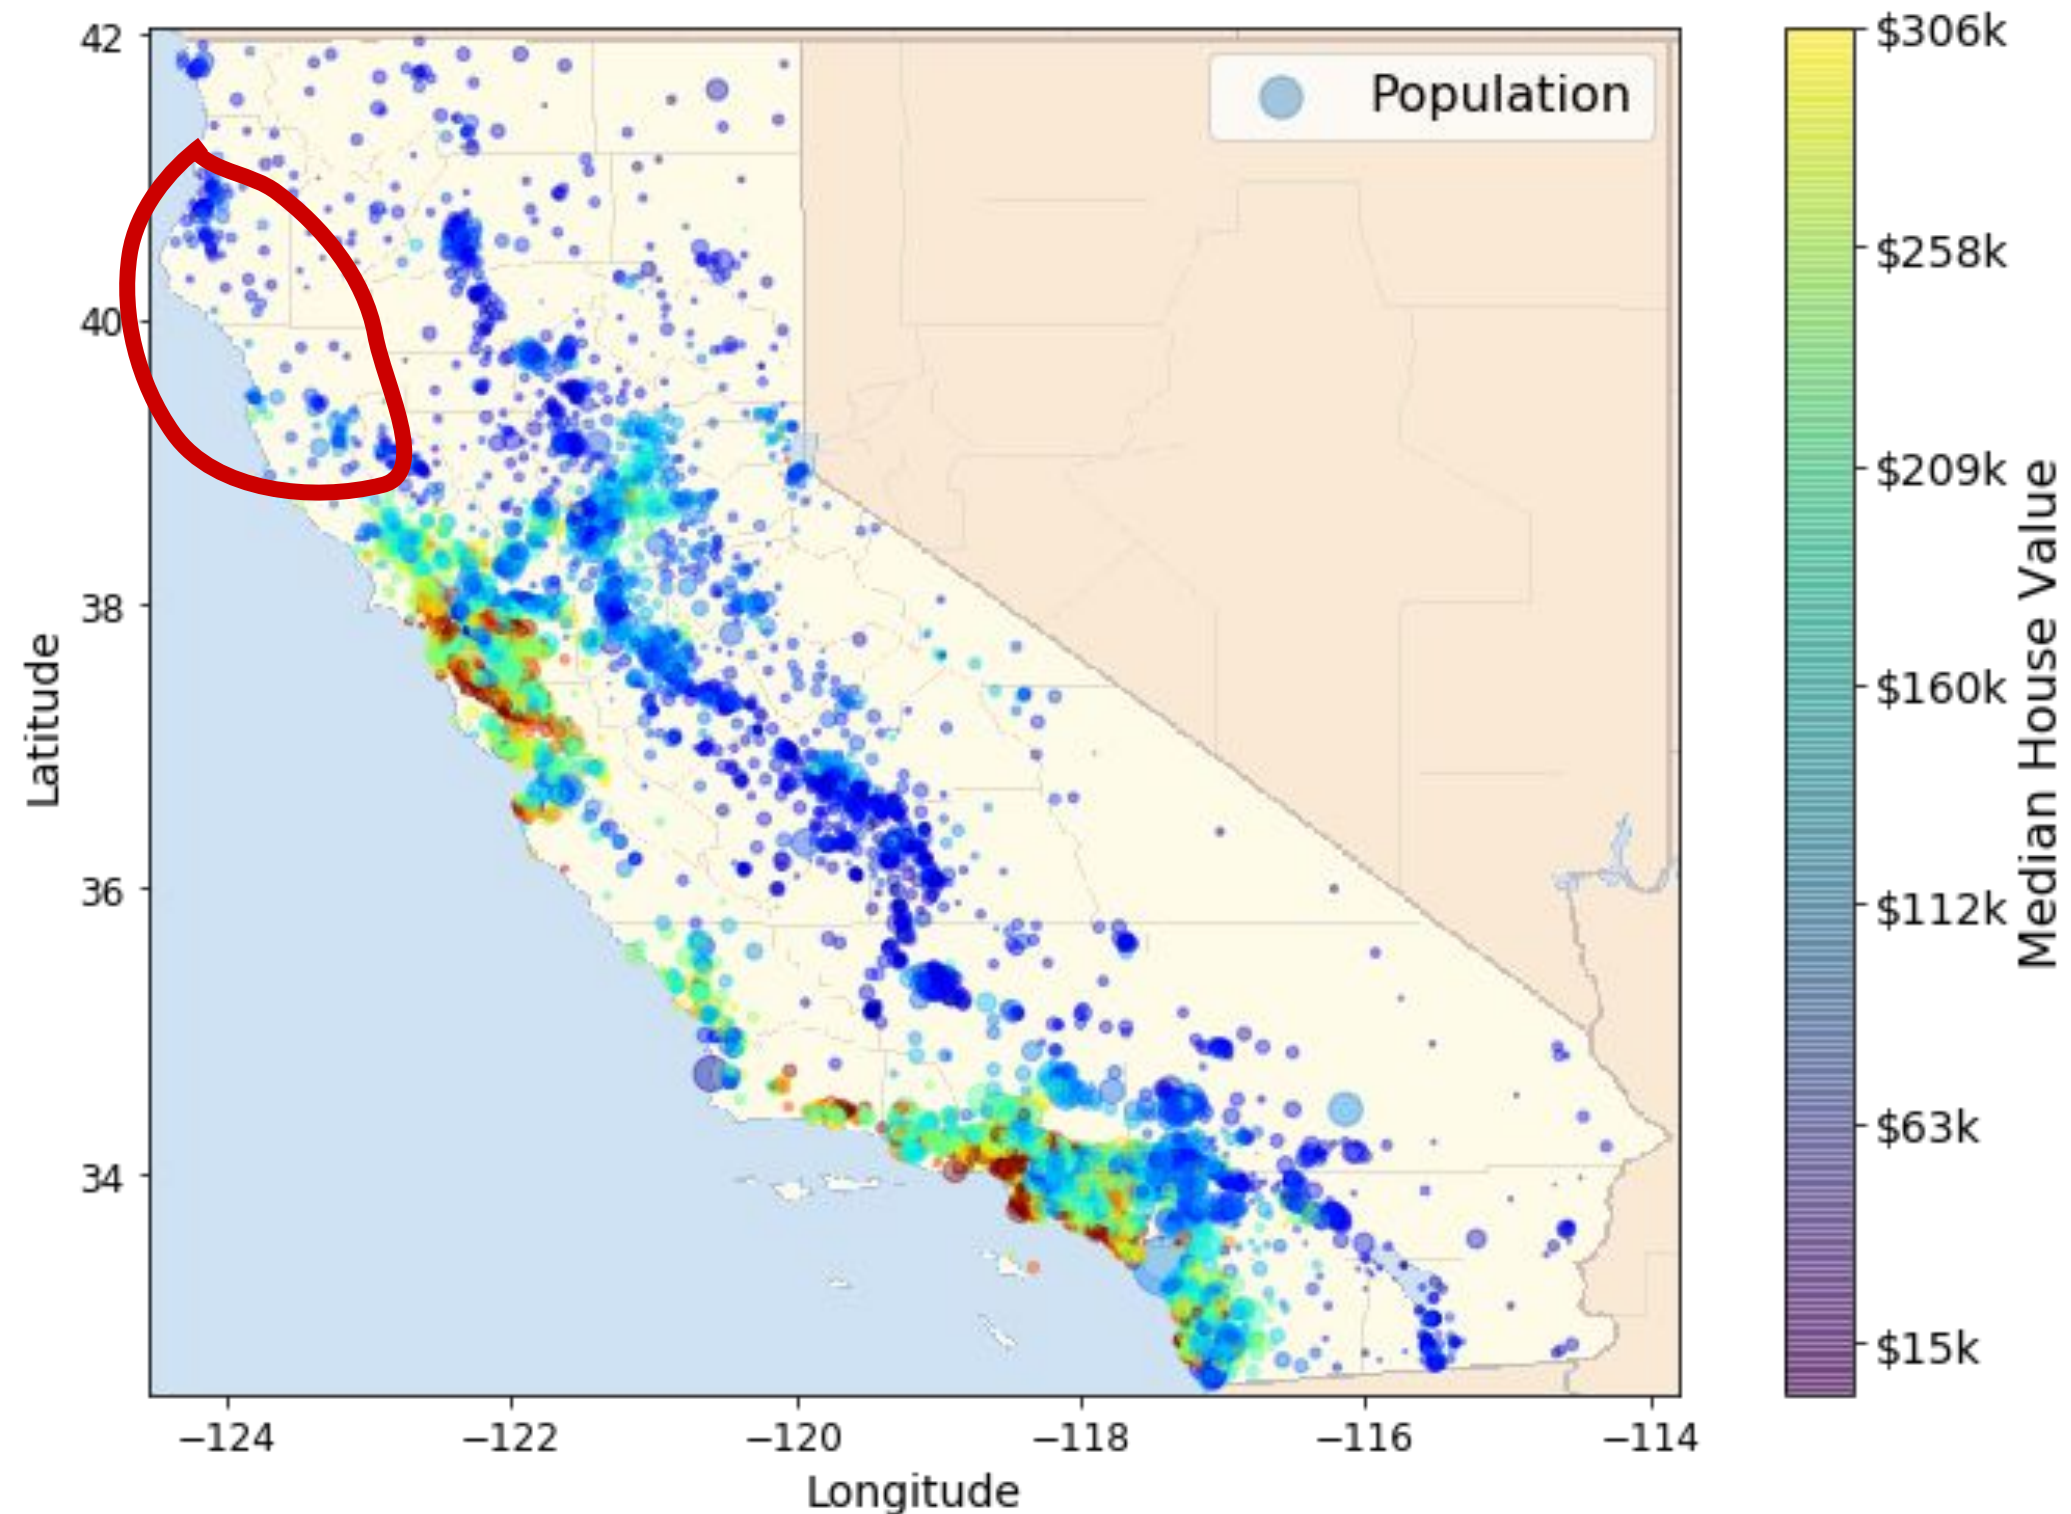 42
40
38
36
34
Latitude
−124
−122
−120
−118
−116
−114
Longitude
Population
$306k
$258k
$209k
$160k
$112k
$63k
$15k
Median House Value